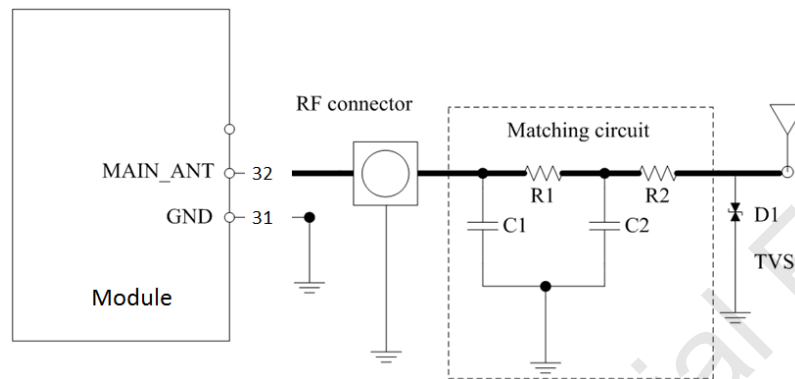 RF connector
Matching circuit
MAIN_ANT 32
R1
R2
GND 31
C1
C2
D1
TVS
Module